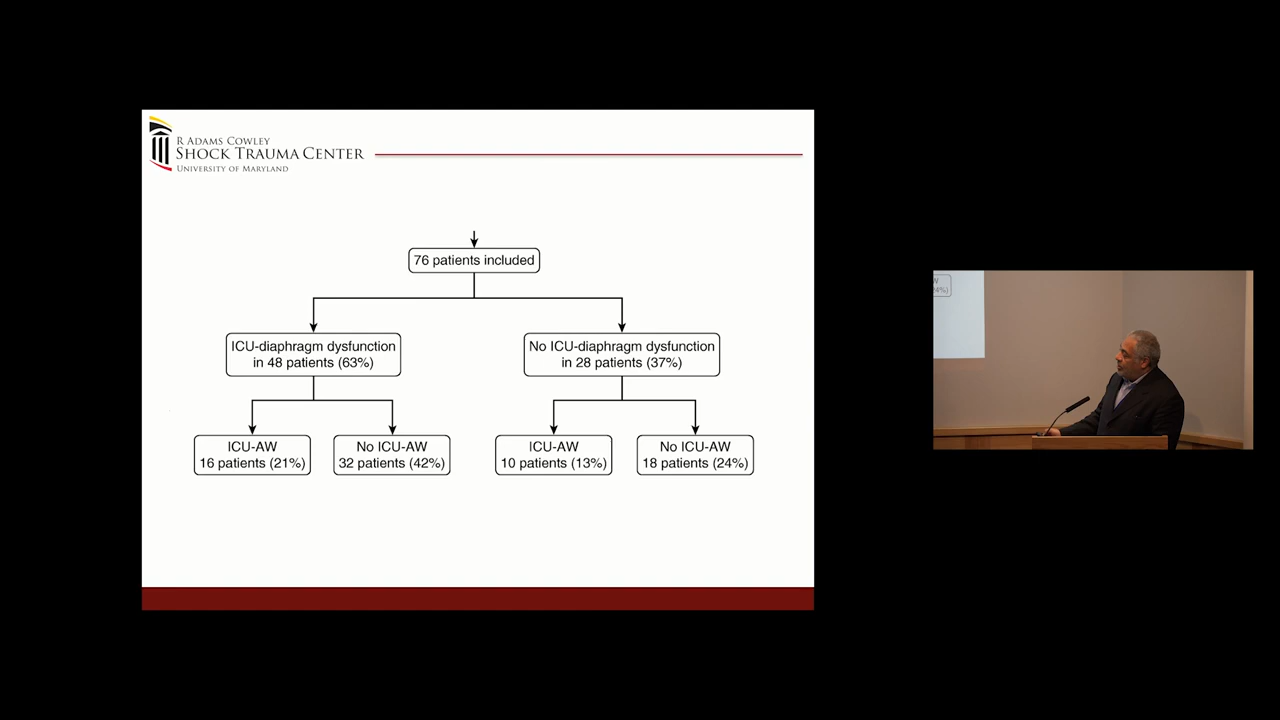 R ADAMS COWLEY
SHOCK TRAUMA CENTER
UNIVERSITY OF MARYLAND
76 patients included
ICU-diaphragm dysfunction
in 48 patients (63%)
No ICU-diaphragm dysfunction
in 28 patients (37%)
ICU-AW
16 patients (21%)
No ICU-AW
32 patients (42%)
ICU-AW
10 patients (13%)
No ICU-AW
18 patients (24%)